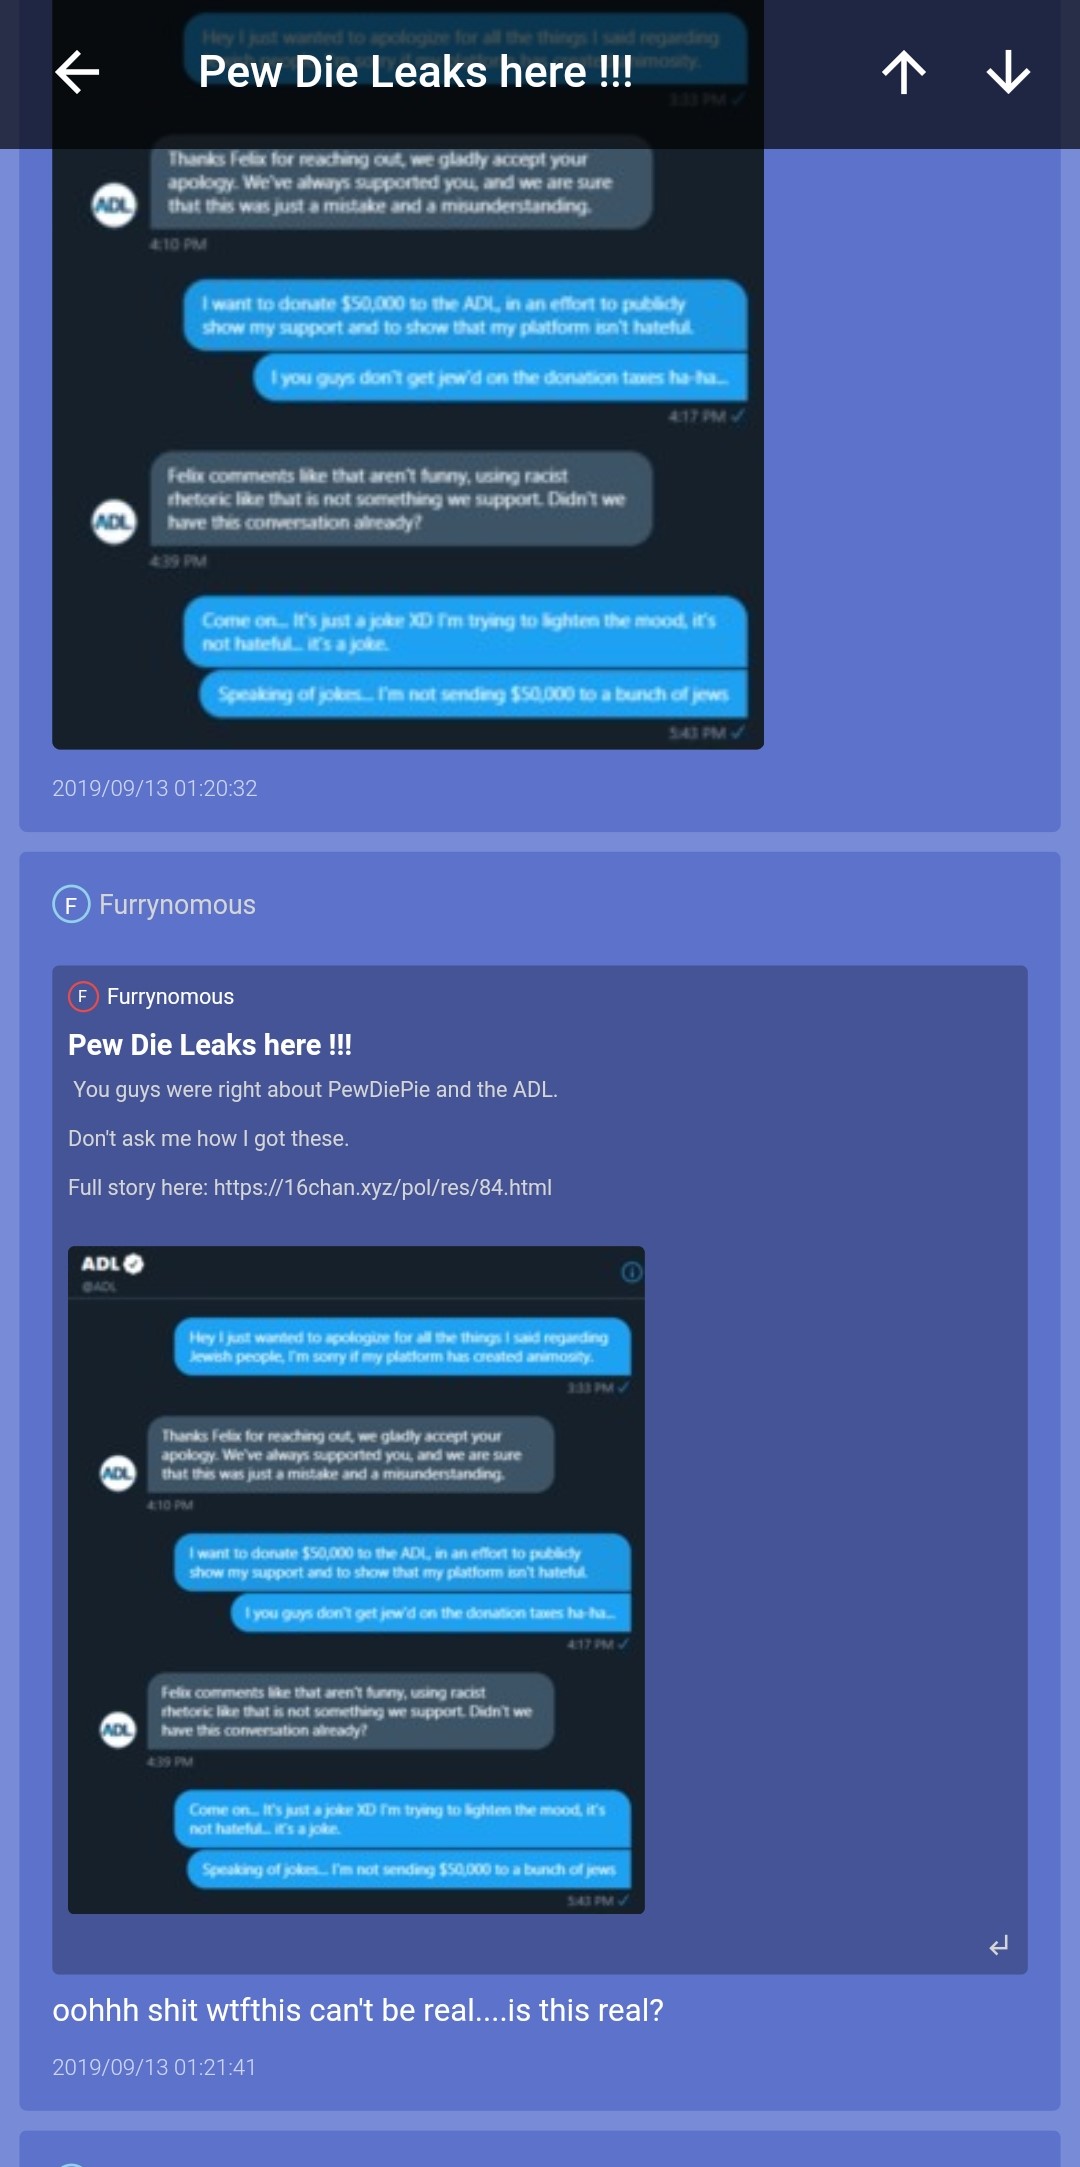 Pew Die Leaks here !!!
Hey I just wanted to apologize for all the things I said regarding
3:33 PM
Thanks Felix for reaching out, we gladly accept your
apology. We've always supported you, and we are sure
that this was just a mistake and a misunderstanding.
ADL
4:10 PM
I want to donate $50,000 to the ADL, in an effort to publicly
show my support and to show that my platform isn't hateful.
I you guys don't get jew'd on the donation taxes ha-ha...
4:17 PM
Felix comments like that aren't funny, using racist
rhetoric like that is not something we support. Didn't we
have this conversation already?
ADL
4:39 PM
Come on... It's just a joke XD I'm trying to lighten the mood, it's
not hateful... it's a joke.
Speaking of jokes... I'm not sending $50,000 to a bunch of jews
5:43 PM
2019/09/13 01:20:32
F Furrynomous
F Furrynomous
Pew Die Leaks here !!!
You guys were right about PewDiePie and the ADL.
Don't ask me how I got these.
Full story here: https://16chan.xyz/pol/res/84.html
ADL
@ADL
Hey I just wanted to apologize for all the things I said regarding
Jewish people, I'm sorry if my platform has created animosity.
3:33 PM
Thanks Felix for reaching out, we gladly accept your
apology. We've always supported you, and we are sure
that this was just a mistake and a misunderstanding.
ADL
4:10 PM
I want to donate $50,000 to the ADL, in an effort to publicly
show my support and to show that my platform isn't hateful.
I you guys don't get jew'd on the donation taxes ha-ha...
4:17 PM
Felix comments like that aren't funny, using racist
rhetoric like that is not something we support. Didn't we
have this conversation already?
ADL
4:39 PM
Come on... It's just a joke XD I'm trying to lighten the mood, it's
not hateful... it's a joke.
Speaking of jokes... I'm not sending $50,000 to a bunch of jews
5:43 PM
oohhh shit wtfthis can't be real....is this real?
2019/09/13 01:21:41